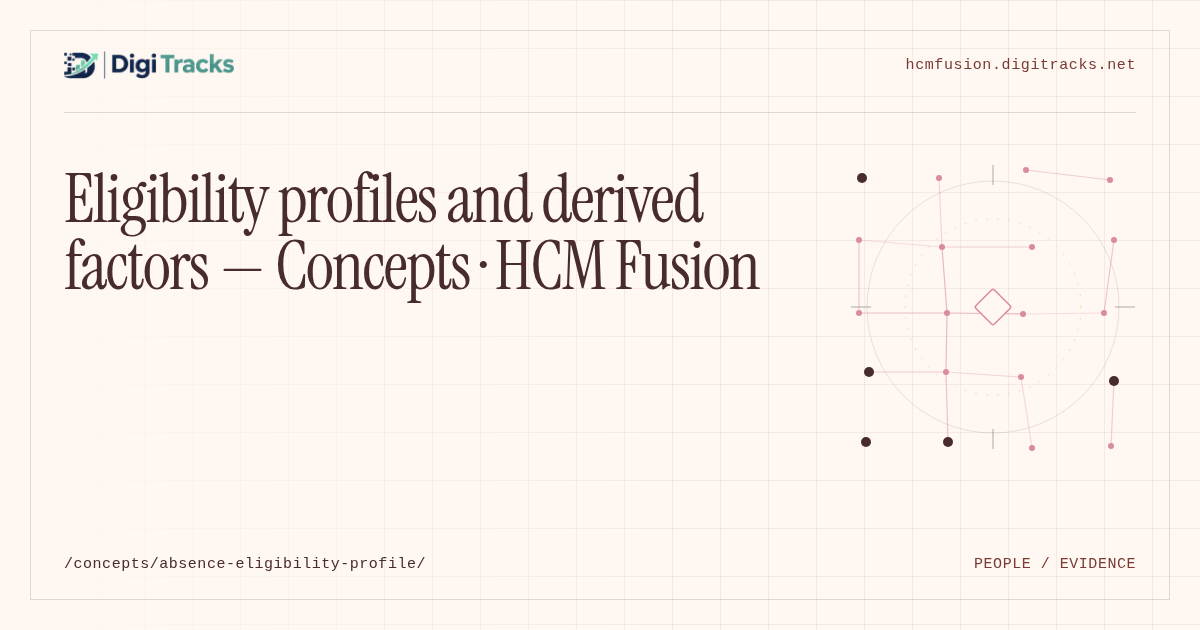 Digi Tracks
hcmfusion.digitracks.net
Eligibility profiles and derived
factors — Concepts · HCM Fusion
/concepts/absence-eligibility-profile/
PEOPLE / EVIDENCE